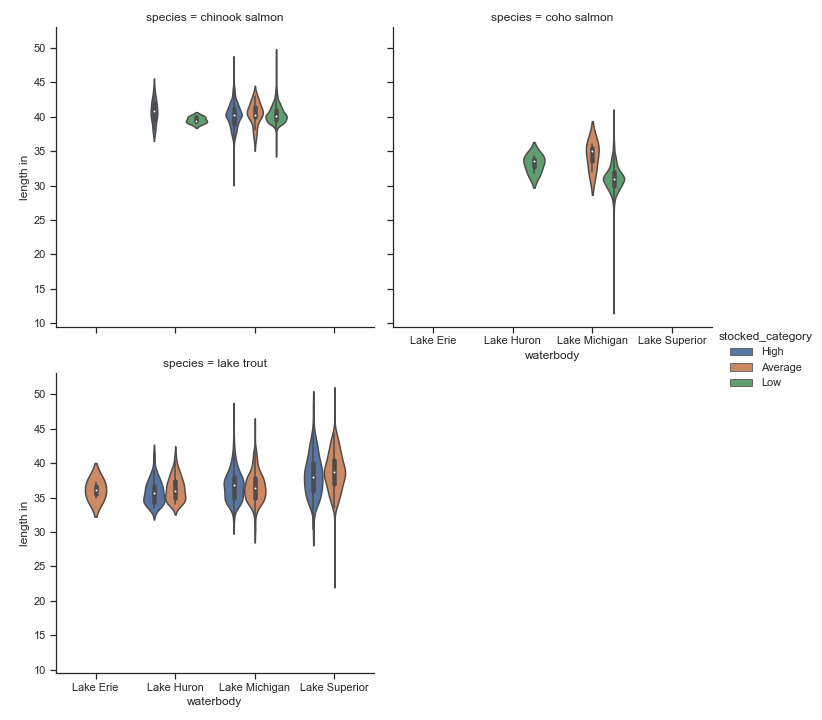 species = chinook salmon
species = coho salmon
50
45
40
35
30
25
20
15
10
length in
Lake Erie Lake Huron Lake Michigan Lake Superior
waterbody
stocked_category
High
Average
Low
species = lake trout
50
45
40
35
30
25
20
15
10
length in
Lake Erie Lake Huron Lake Michigan Lake Superior
waterbody